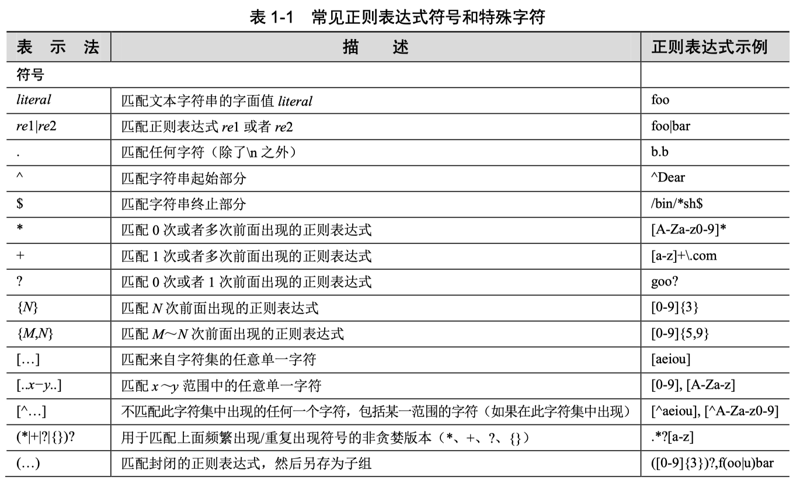 表 1-1 常见正则表达式符号和特殊字符
表 示 法 描 述 正则表达式示例
符号
literal 匹配文本字符串的字面值 literal foo
re1|re2 匹配正则表达式 re1 或者 re2 foo|bar
. 匹配任何字符（除了\n 之外） b.b
^ 匹配字符串起始部分 ^Dear
$ 匹配字符串终止部分 /bin/*sh$
* 匹配 0 次或者多次前面出现的正则表达式 [A-Za-z0-9]*
+ 匹配 1 次或者多次前面出现的正则表达式 [a-z]+\.com
? 匹配 0 次或者 1 次前面出现的正则表达式 goo?
{N} 匹配 N 次前面出现的正则表达式 [0-9]{3}
{M,N} 匹配 M～N 次前面出现的正则表达式 [0-9]{5,9}
[…] 匹配来自字符集的任意单一字符 [aeiou]
[..x−y..] 匹配 x～y 范围中的任意单一字符 [0-9], [A-Za-z]
[^…] 不匹配此字符集中出现的任何一个字符，包括某一范围的字符（如果在此字符集中出现） [^aeiou], [^A-Za-z0-9]
(*|+|?|{})? 用于匹配上面频繁出现/重复出现符号的非贪婪版本（*、+、?、{}） .*?[a-z]
(…) 匹配封闭的正则表达式，然后另存为子组 ([0-9]{3})?,f(oo|u)bar